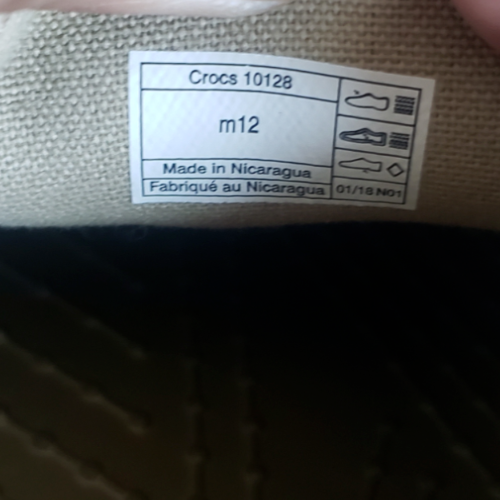 Crocs 10128
m12
Made in Nicaragua
Fabriqué au Nicaragua
01/18 N01